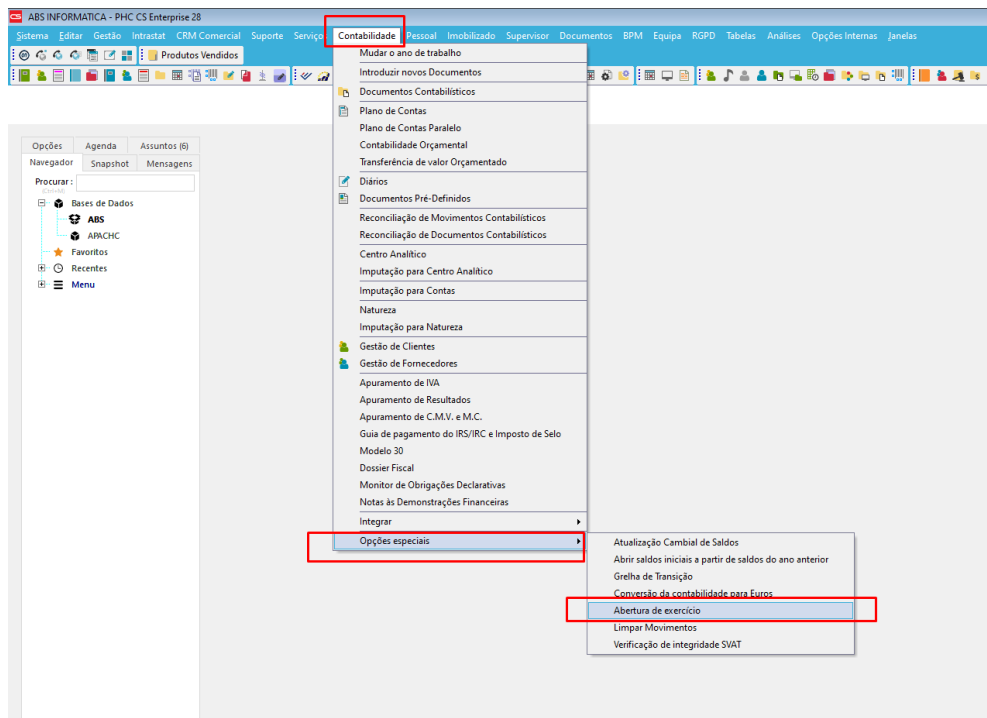 CS ABS INFORMATICA - PHC CS Enterprise 28
Sistema Editar Gestão Intrastat CRM Comercial Suporte Serviço Contabilidade Pessoal Imobilizado Supervisor Documentos BPM Equipa RGPD Tabelas Análises Opções Internas Janelas
Produtos Vendidos
Mudar o ano de trabalho
Introduzir novos Documentos
Documentos Contabilísticos
Plano de Contas
Plano de Contas Paralelo
Contabilidade Orçamental
Transferência de valor Orçamentado
Diários
Documentos Pré-Definidos
Reconciliação de Movimentos Contabilísticos
Reconciliação de Documentos Contabilísticos
Centro Analítico
Imputação para Centro Analítico
Imputação para Contas
Natureza
Imputação para Natureza
Gestão de Clientes
Gestão de Fornecedores
Apuramento de IVA
Apuramento de Resultados
Apuramento de C.M.V. e M.C.
Guia de pagamento do IRS/IRC e Imposto de Selo
Modelo 30
Dossier Fiscal
Monitor de Obrigações Declarativas
Notas às Demonstrações Financeiras
Integrar
Opções especiais
Atualização Cambial de Saldos
Abrir saldos iniciais a partir de saldos do ano anterior
Grelha de Transição
Conversão da contabilidade para Euros
Abertura de exercício
Limpar Movimentos
Verificação de integridade SVAT
Opções Agenda Assuntos (6)
Navegador Snapshot Mensagens
Procurar :
(Ctrl+M)
Bases de Dados
ABS
APACHC
Favoritos
Recentes
Menu